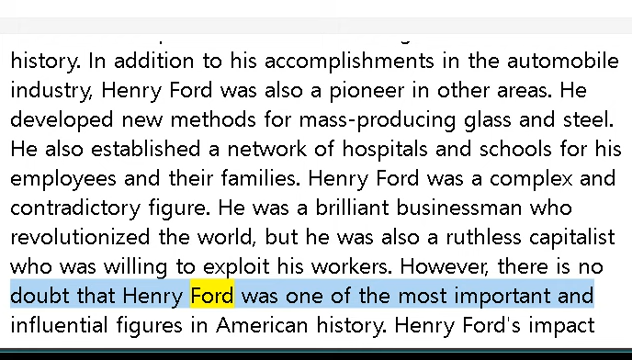 history. In addition to his accomplishments in the automobile
industry, Henry Ford was also a pioneer in other areas. He
developed new methods for mass-producing glass and steel.
He also established a network of hospitals and schools for his
employees and their families. Henry Ford was a complex and
contradictory figure. He was a brilliant businessman who
revolutionized the world, but he was also a ruthless capitalist
who was willing to exploit his workers. However, there is no
doubt that Henry Ford was one of the most important and
influential figures in American history. Henry Ford's impact